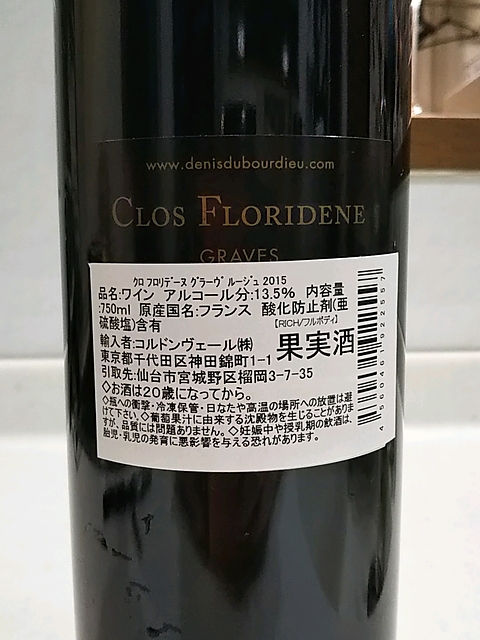 www.denisdubourdieu.com
CLOS FLORIDENE
GRAVES
クロ フロリデーヌ グラーヴ ルージュ 2015
品名:ワイン アルコール分:13.5% 内容量
:750ml 原産国名:フランス 酸化防止剤(亜
硫酸塩)含有
【RICH/フルボディ】
果実酒
輸入者:コルドンヴェール㈱
東京都千代田区神田錦町1-1
引取先:仙台市宮城野区榴岡3-7-35
◇お酒は20歳になってから。
◇瓶への衝撃・冷凍保管・日なたや高温の場所への放置は避
けて下さい。◇葡萄果汁に由来する沈殿物を生じることがありま
すが、品質には問題ありません。◇妊娠中や授乳期の飲酒は、
胎児・乳児の発育に悪影響を与える恐れがあります。
4560461922557